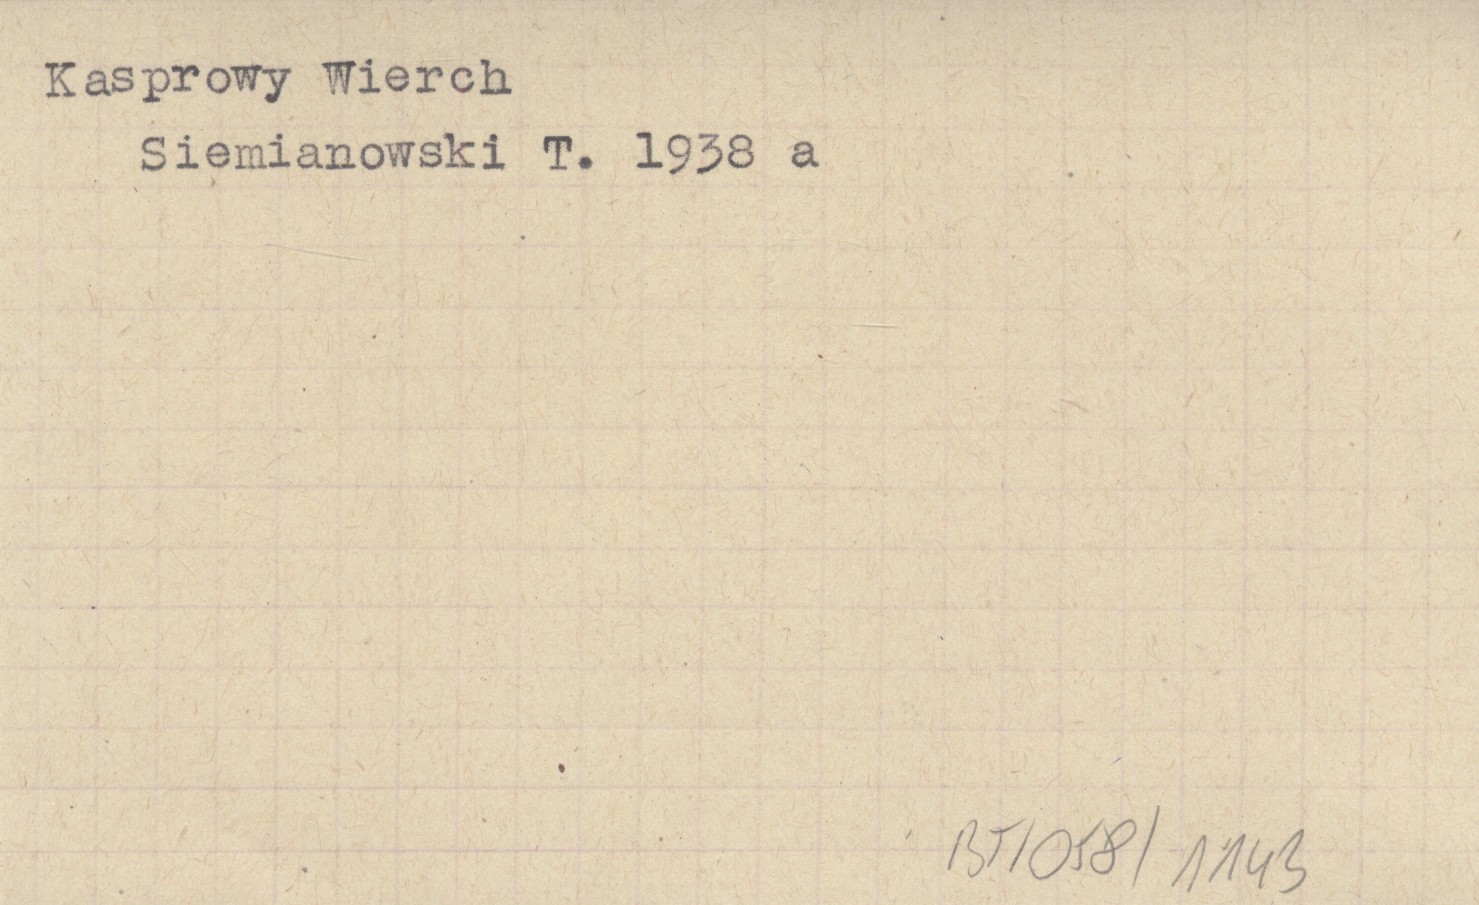 Kasprowy Wierch
Siemianowski T. 1938 a
BT/058/1143